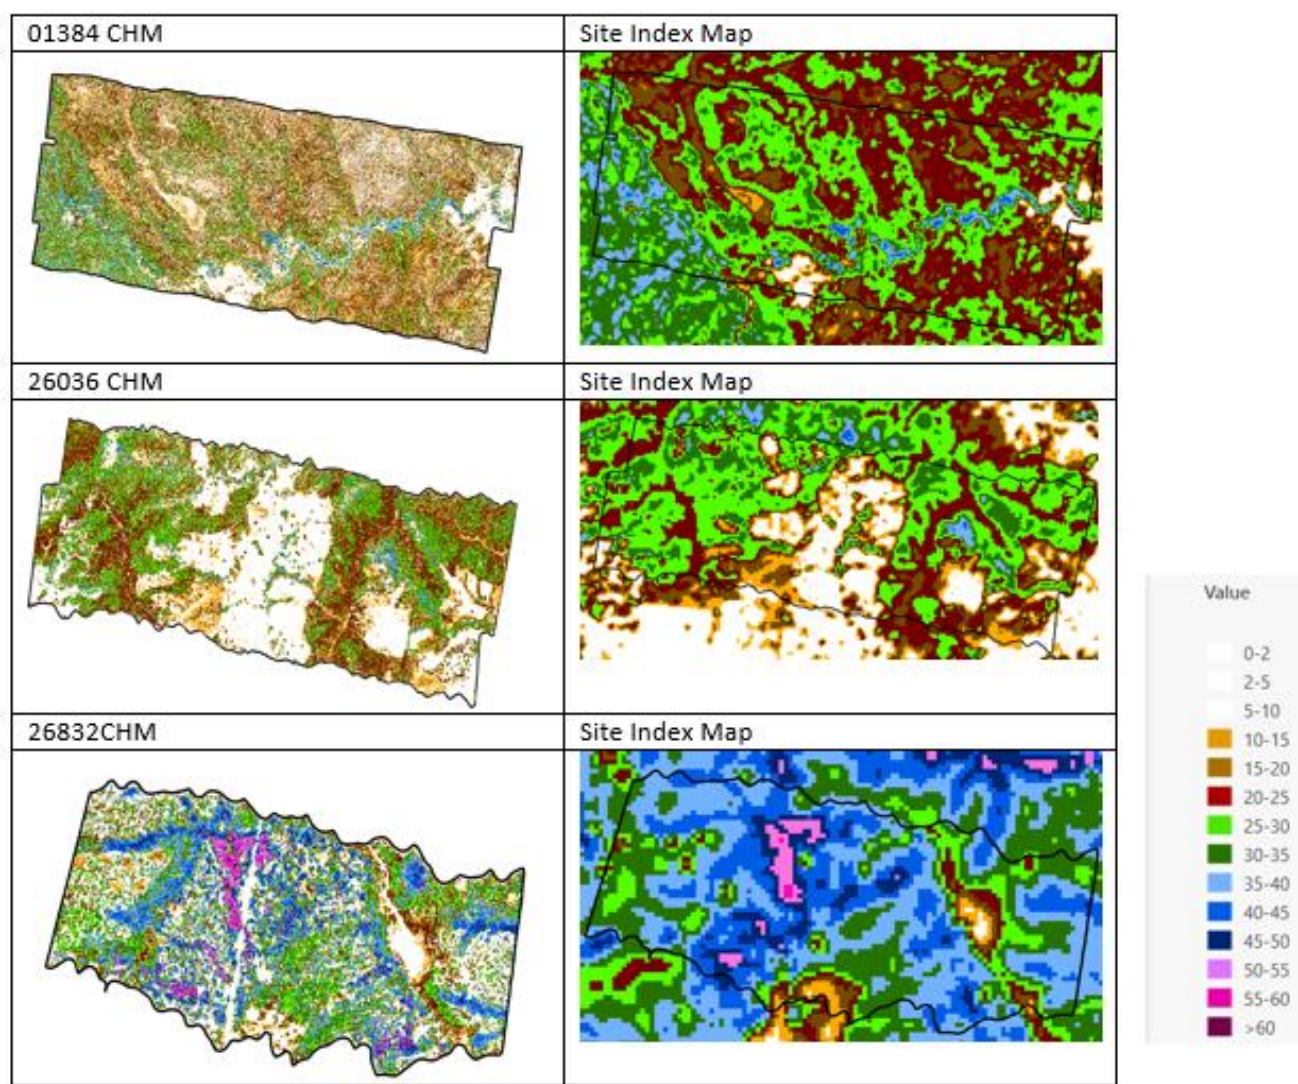 01384 CHM
Site Index Map
26036 CHM
Site Index Map
26832CHM
Site Index Map
Value
0-2
2-5
5-10
10-15
15-20
20-25
25-30
30-35
35-40
40-45
45-50
50-55
55-60
>60